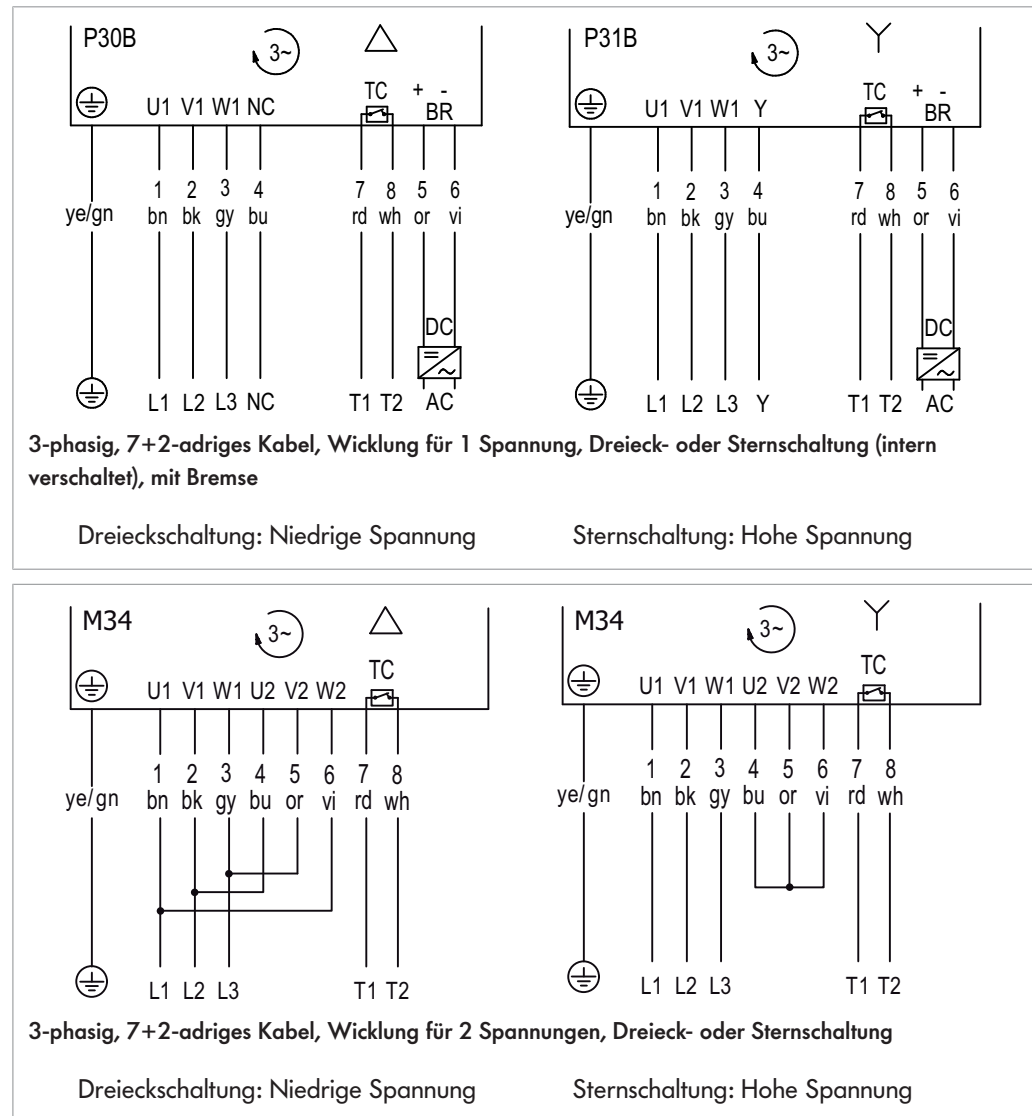 P30B 3~
TC + -
U1 V1 W1 NC BR
1 2 3 4 7 8 5 6
ye/gn bn bk gy bu rd wh or vi
DC
= ~
L1 L2 L3 NC T1 T2 AC
P31B 3~
TC + -
U1 V1 W1 Y BR
1 2 3 4 7 8 5 6
ye/gn bn bk gy bu rd wh or vi
DC
= ~
L1 L2 L3 Y T1 T2 AC
3-phasig, 7+2-adriges Kabel, Wicklung für 1 Spannung, Dreieck- oder Sternschaltung (intern
verschaltet), mit Bremse
Dreieckschaltung: Niedrige Spannung Sternschaltung: Hohe Spannung
M34 3~
TC
U1 V1 W1 U2 V2 W2
1 2 3 4 5 6 7 8
ye/gn bn bk gy bu or vi rd wh
L1 L2 L3 T1 T2
M34 3~
TC
U1 V1 W1 U2 V2 W2
1 2 3 4 5 6 7 8
ye/gn bn bk gy bu or vi rd wh
L1 L2 L3 T1 T2
3-phasig, 7+2-adriges Kabel, Wicklung für 2 Spannungen, Dreieck- oder Sternschaltung
Dreieckschaltung: Niedrige Spannung Sternschaltung: Hohe Spannung